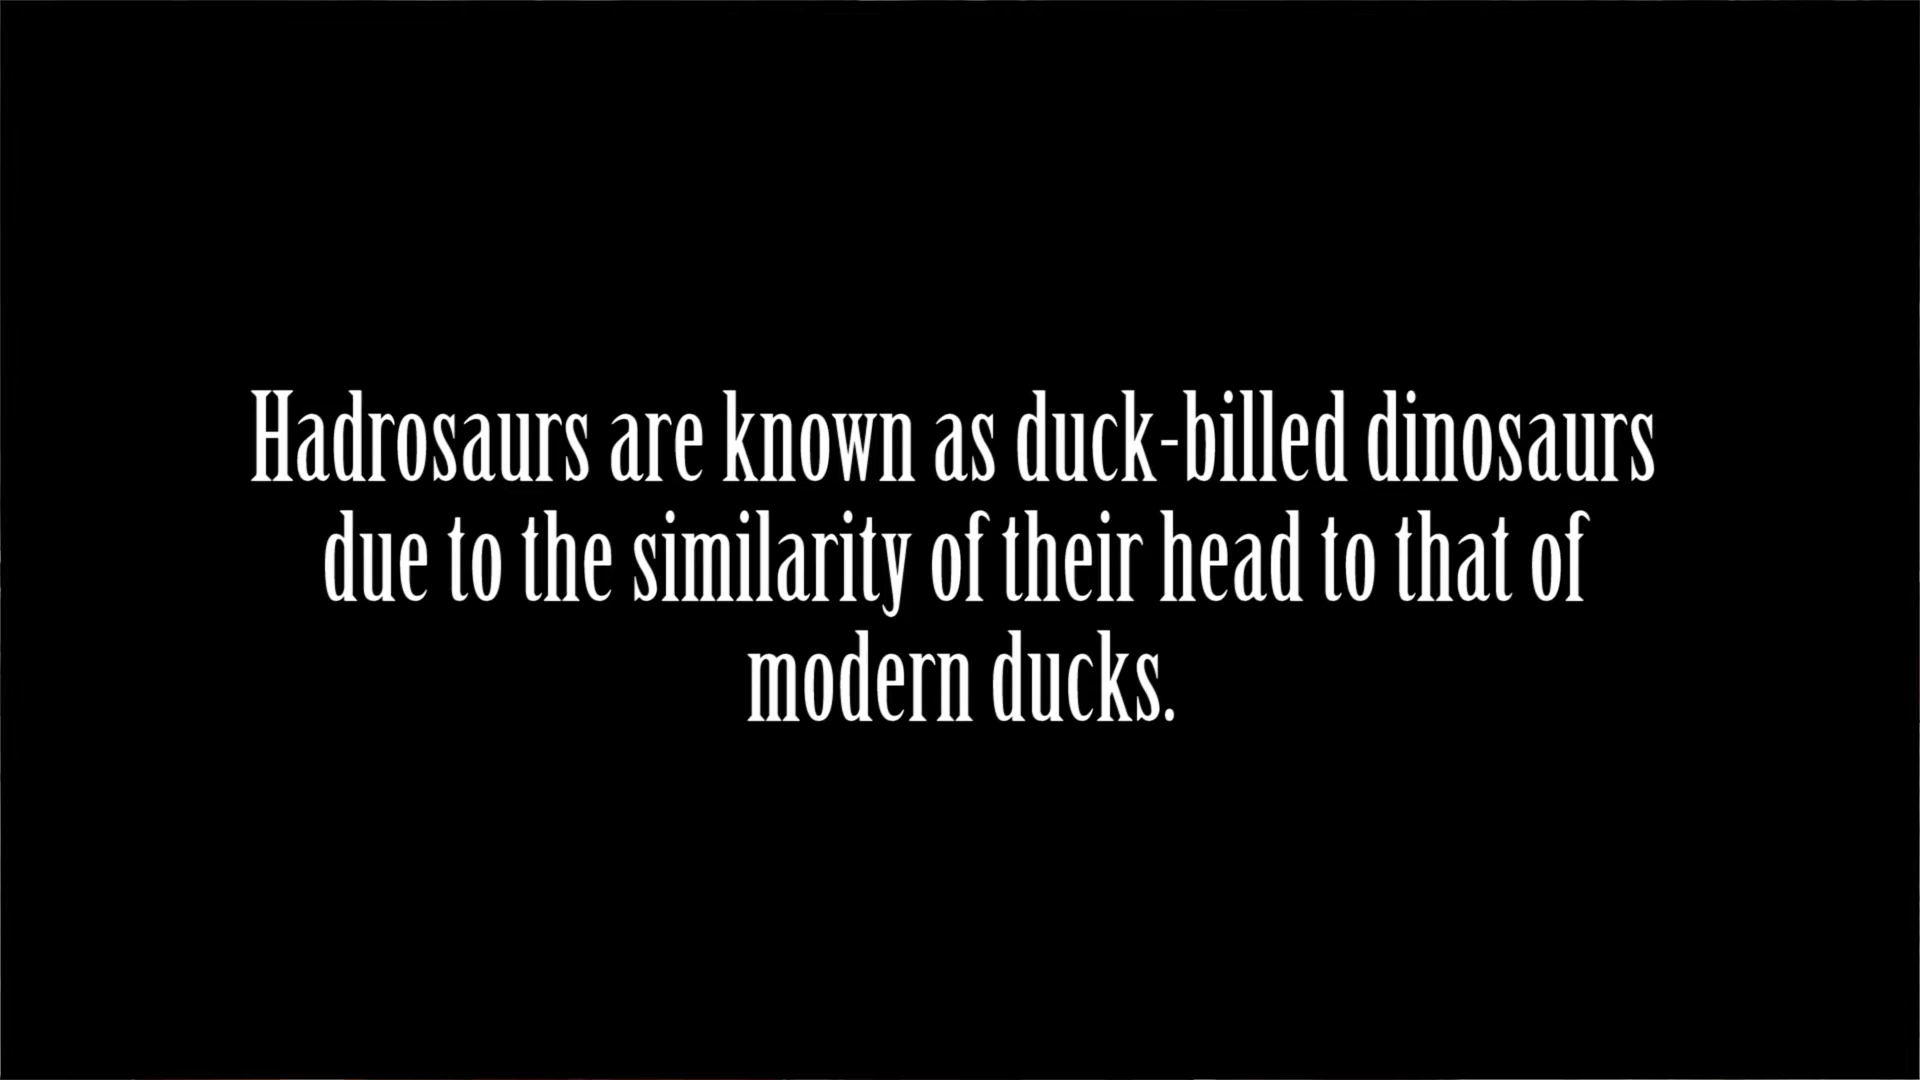 Hadrosaurs are known as duck-billed dinosaurs
due to the similarity of their head to that of
modern ducks.